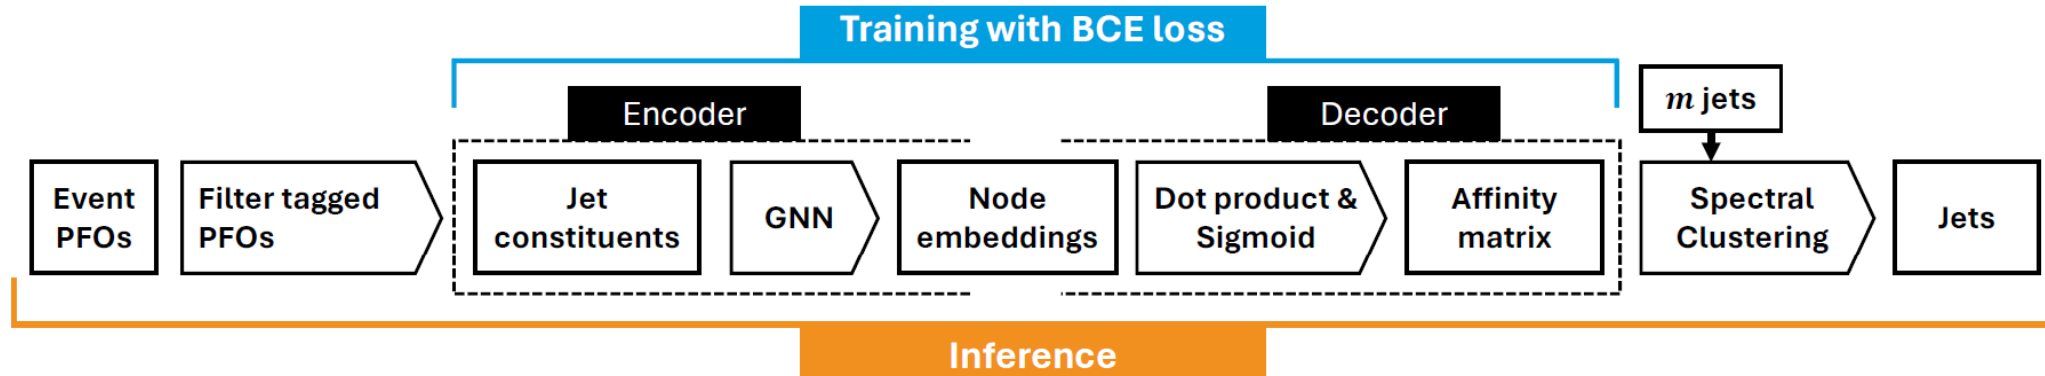 Training with BCE loss
Encoder
Decoder
m jets
Event
PFOs
Filter tagged
PFOs
Jet
constituents
GNN
Node
embeddings
Dot product &
Sigmoid
Affinity
matrix
Spectral
Clustering
Jets
Inference